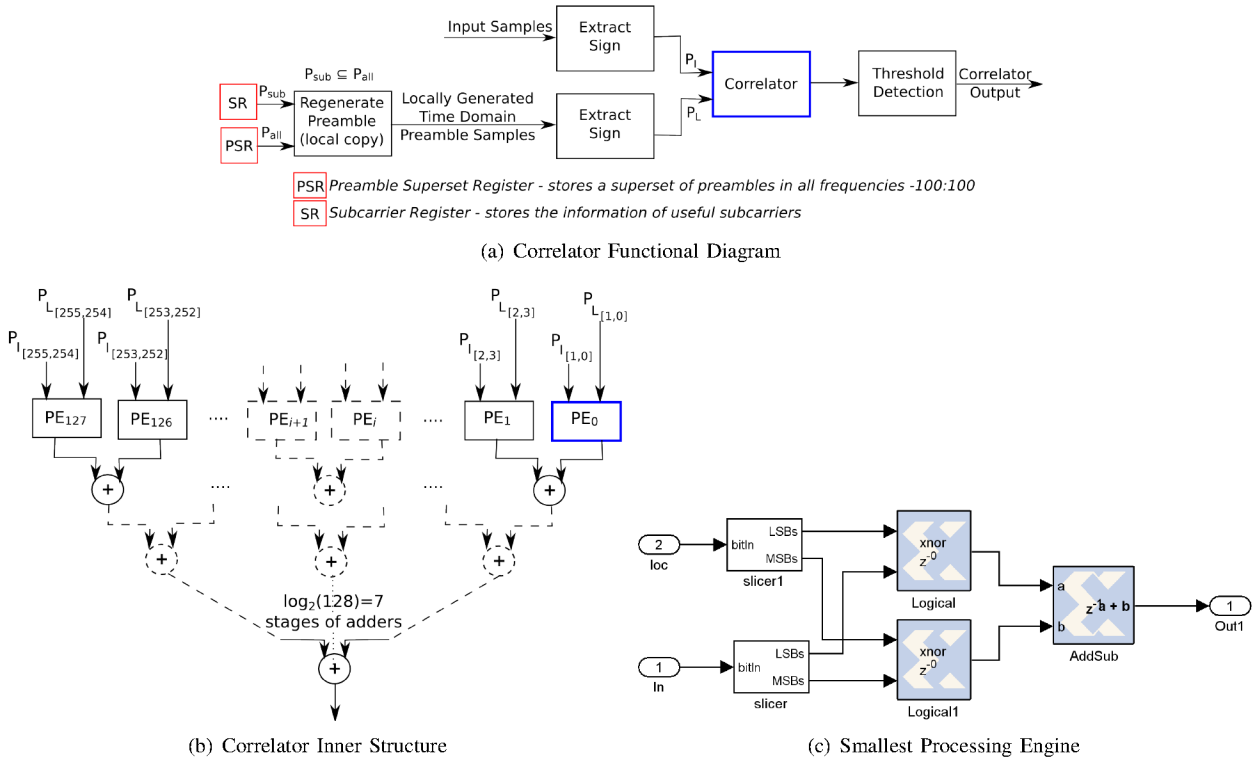 Input Samples
Extract
Sign
P_I
Correlator
Threshold
Detection
Correlator
Output
P_sub ⊆ P_all
SR
P_sub
PSR
P_all
Regenerate
Preamble
(local copy)
Locally Generated
Time Domain
Preamble Samples
Extract
Sign
P_L
PSR Preamble Superset Register - stores a superset of preambles in all frequencies -100:100
SR Subcarrier Register - stores the information of useful subcarriers
(a) Correlator Functional Diagram
P_L[255,254]
P_L[253,252]
P_L[2,3]
P_L[1,0]
P_I[255,254]
P_I[253,252]
P_I[2,3]
P_I[1,0]
PE_127
PE_126
....
PE_i+1
PE_i
....
PE_1
PE_0
+
....
+
....
+
+
+
+
log_2(128)=7
stages of adders
+
(b) Correlator Inner Structure
2
loc
bitIn
LSBs
MSBs
slicer1
xnor
z^-0
Logical
1
In
bitIn
LSBs
MSBs
slicer
xnor
z^-0
Logical1
a
b
z^-1 a + b
AddSub
1
Out1
(c) Smallest Processing Engine